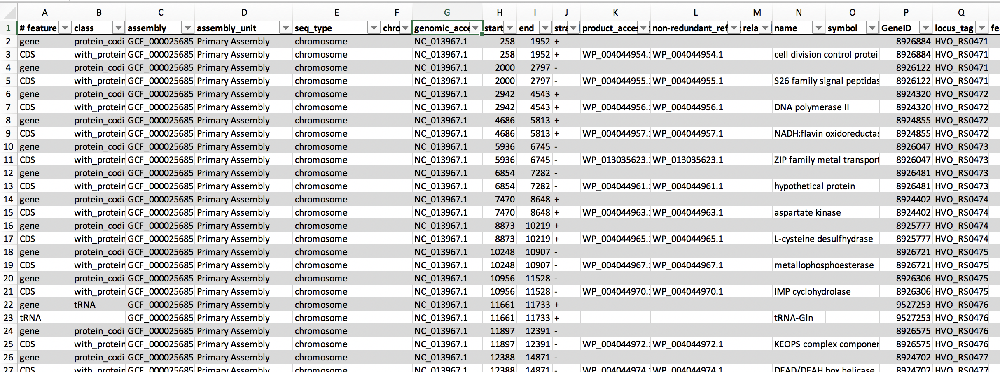 A B C D E F G H I J K L M N O P Q
1 # feature class assembly assembly_unit seq_type chro genomic_acce start end stra product_acces non-redundant_ref rela name symbol GeneID locus_tag fea
2 gene protein_codi GCF_000025685. Primary Assembly chromosome NC_013967.1 258 1952 + 8926884 HVO_RS0471
3 CDS with_protein GCF_000025685. Primary Assembly chromosome NC_013967.1 258 1952 + WP_004044954.1 WP_004044954.1 cell division control protei 8926884 HVO_RS0471
4 gene protein_codi GCF_000025685. Primary Assembly chromosome NC_013967.1 2000 2797 - 8926122 HVO_RS0471
5 CDS with_protein GCF_000025685. Primary Assembly chromosome NC_013967.1 2000 2797 - WP_004044955.1 WP_004044955.1 S26 family signal peptidas 8926122 HVO_RS0471
6 gene protein_codi GCF_000025685. Primary Assembly chromosome NC_013967.1 2942 4543 + 8924320 HVO_RS0472
7 CDS with_protein GCF_000025685. Primary Assembly chromosome NC_013967.1 2942 4543 + WP_004044956.1 WP_004044956.1 DNA polymerase II 8924320 HVO_RS0472
8 gene protein_codi GCF_000025685. Primary Assembly chromosome NC_013967.1 4686 5813 + 8924855 HVO_RS0472
9 CDS with_protein GCF_000025685. Primary Assembly chromosome NC_013967.1 4686 5813 + WP_004044957.1 WP_004044957.1 NADH:flavin oxidoreductas 8924855 HVO_RS0472
10 gene protein_codi GCF_000025685. Primary Assembly chromosome NC_013967.1 5936 6745 - 8926047 HVO_RS0473
11 CDS with_protein GCF_000025685. Primary Assembly chromosome NC_013967.1 5936 6745 - WP_013035623.1 WP_013035623.1 ZIP family metal transport 8926047 HVO_RS0473
12 gene protein_codi GCF_000025685. Primary Assembly chromosome NC_013967.1 6854 7282 - 8926481 HVO_RS0473
13 CDS with_protein GCF_000025685. Primary Assembly chromosome NC_013967.1 6854 7282 - WP_004044961.1 WP_004044961.1 hypothetical protein 8926481 HVO_RS0473
14 gene protein_codi GCF_000025685. Primary Assembly chromosome NC_013967.1 7470 8648 + 8924402 HVO_RS0474
15 CDS with_protein GCF_000025685. Primary Assembly chromosome NC_013967.1 7470 8648 + WP_004044963.1 WP_004044963.1 aspartate kinase 8924402 HVO_RS0474
16 gene protein_codi GCF_000025685. Primary Assembly chromosome NC_013967.1 8873 10219 + 8925777 HVO_RS0474
17 CDS with_protein GCF_000025685. Primary Assembly chromosome NC_013967.1 8873 10219 + WP_004044965.1 WP_004044965.1 L-cysteine desulfhydrase 8925777 HVO_RS0474
18 gene protein_codi GCF_000025685. Primary Assembly chromosome NC_013967.1 10248 10907 - 8926721 HVO_RS0475
19 CDS with_protein GCF_000025685. Primary Assembly chromosome NC_013967.1 10248 10907 - WP_004044967.1 WP_004044967.1 metallophosphoesterase 8926721 HVO_RS0475
20 gene protein_codi GCF_000025685. Primary Assembly chromosome NC_013967.1 10956 11528 - 8926306 HVO_RS0475
21 CDS with_protein GCF_000025685. Primary Assembly chromosome NC_013967.1 10956 11528 - WP_004044970.1 WP_004044970.1 IMP cyclohydrolase 8926306 HVO_RS0475
22 gene tRNA GCF_000025685. Primary Assembly chromosome NC_013967.1 11661 11733 + 9527253 HVO_RS0476
23 tRNA GCF_000025685. Primary Assembly chromosome NC_013967.1 11661 11733 + tRNA-Gln 9527253 HVO_RS0476
24 gene protein_codi GCF_000025685. Primary Assembly chromosome NC_013967.1 11897 12391 - 8926575 HVO_RS0476
25 CDS with_protein GCF_000025685. Primary Assembly chromosome NC_013967.1 11897 12391 - WP_004044972.1 WP_004044972.1 KEOPS complex componen 8926575 HVO_RS0476
26 gene protein_codi GCF_000025685. Primary Assembly chromosome NC_013967.1 12388 14871 - 8924702 HVO_RS0477
27 CDS with_protein GCF_000025685. Primary Assembly chromosome NC_013967.1 12388 14871 - WP_004044974.1 WP_004044974.1 DEAD/DEAH box helicase 8924702 HVO_RS0477